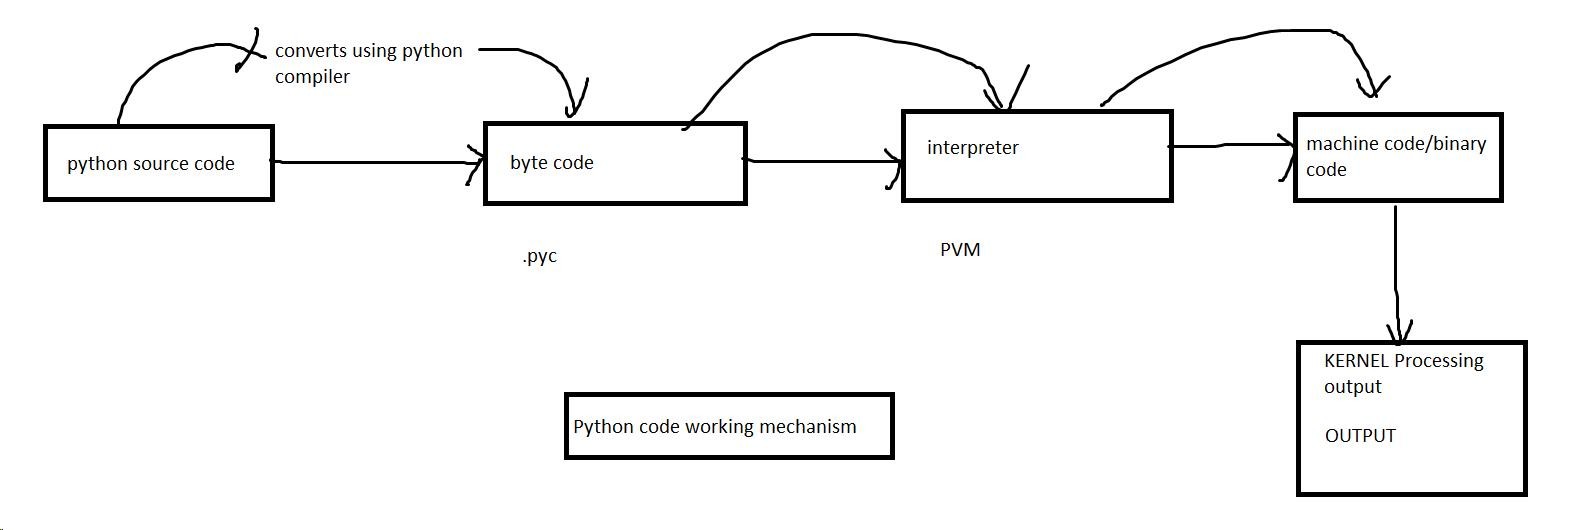 converts using python
compiler
python source code
byte code
interpreter
machine code/binary
code
.pyc
PVM
KERNEL Processing
output
OUTPUT
Python code working mechanism